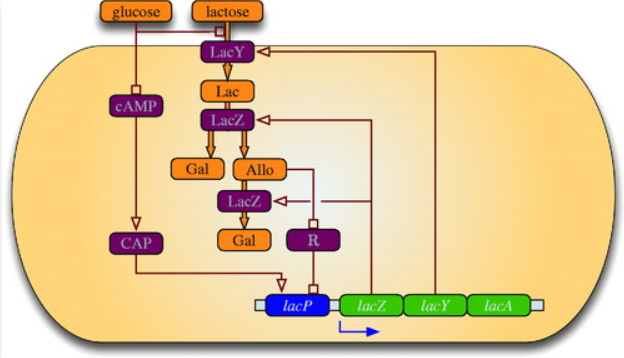 glucose lactose
LacY
Lac
cAMP
LacZ
Gal Allo
LacZ
CAP Gal R
lacP lacZ lacY lacA